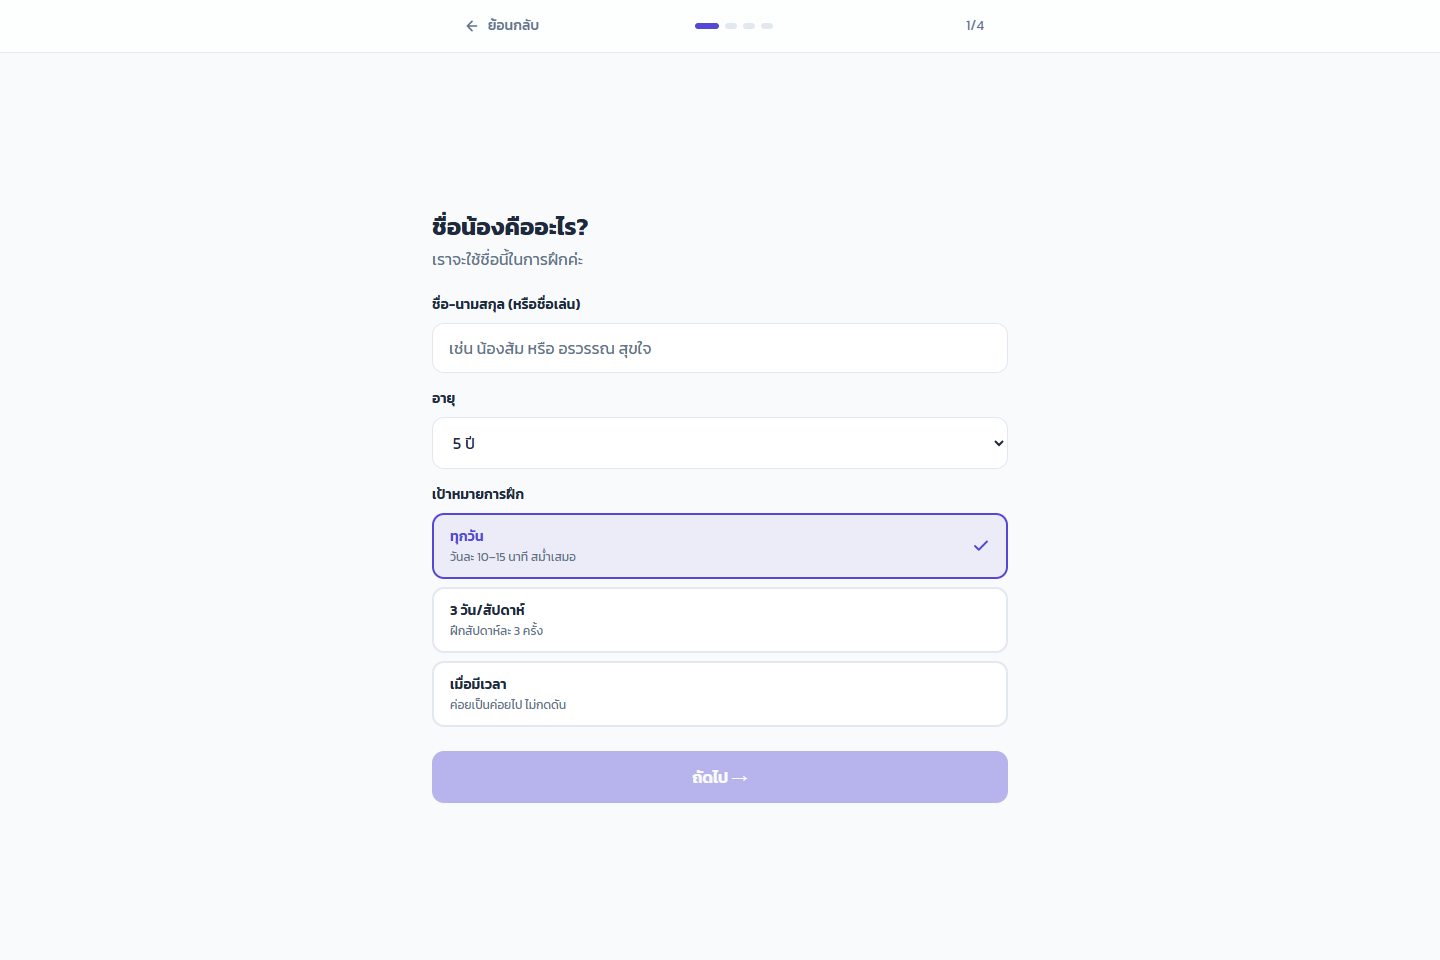 ← ย้อนกลับ
1/4
ชื่อน้องคืออะไร?
เราจะใช้ชื่อนี้ในการฝึกค่ะ
ชื่อ-นามสกุล (หรือชื่อเล่น)
เช่น น้องส้ม หรือ อรวรรณ สุขใจ
อายุ
5 ปี
เป้าหมายการฝึก
ทุกวัน
วันละ 10–15 นาที สม่ำเสมอ
3 วัน/สัปดาห์
ฝึกสัปดาห์ละ 3 ครั้ง
เมื่อมีเวลา
ค่อยเป็นค่อยไป ไม่กดดัน
ถัดไป →